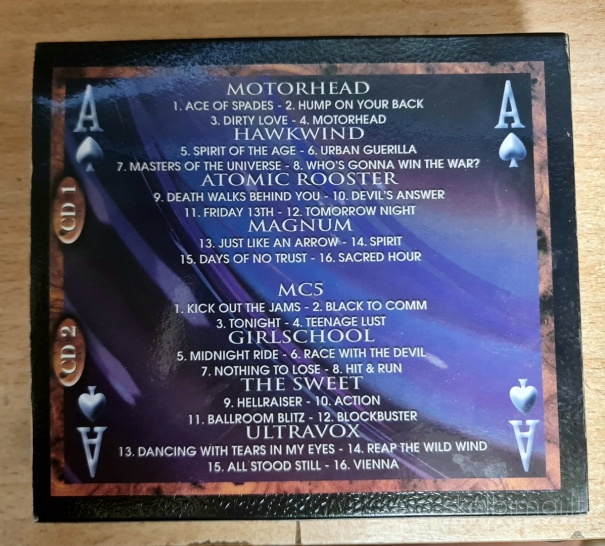 A
A
MOTORHEAD
1. ACE OF SPADES - 2. HUMP ON YOUR BACK
3. DIRTY LOVE - 4. MOTORHEAD
HAWKWIND
5. SPIRIT OF THE AGE - 6. URBAN GUERILLA
7. MASTERS OF THE UNIVERSE - 8. WHO'S GONNA WIN THE WAR?
ATOMIC ROOSTER
9. DEATH WALKS BEHIND YOU - 10. DEVIL'S ANSWER
11. FRIDAY 13TH - 12. TOMORROW NIGHT
CD 1
MAGNUM
13. JUST LIKE AN ARROW - 14. SPIRIT
15. DAYS OF NO TRUST - 16. SACRED HOUR
MC5
1. KICK OUT THE JAMS - 2. BLACK TO COMM
3. TONIGHT - 4. TEENAGE LUST
GIRLSCHOOL
CD 2
5. MIDNIGHT RIDE - 6. RACE WITH THE DEVIL
7. NOTHING TO LOSE - 8. HIT & RUN
THE SWEET
9. HELLRAISER - 10. ACTION
11. BALLROOM BLITZ - 12. BLOCKBUSTER
ULTRAVOX
13. DANCING WITH TEARS IN MY EYES - 14. REAP THE WILD WIND
15. ALL STOOD STILL - 16. VIENNA
A
A